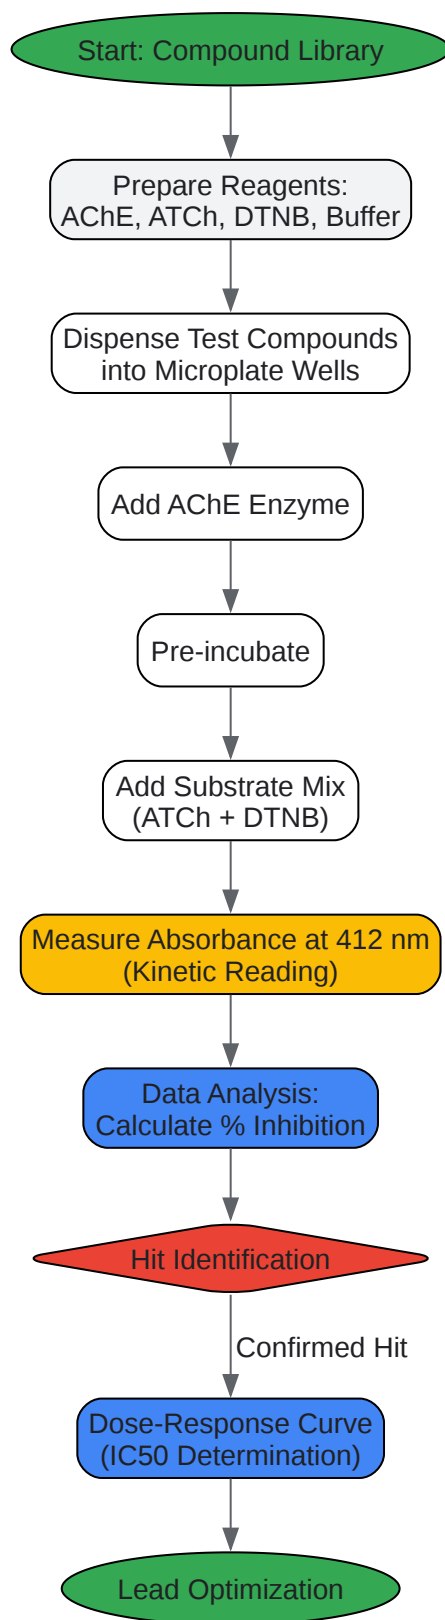 Start: Compound Library
Prepare Reagents:
AChE, ATCh, DTNB, Buffer
Dispense Test Compounds
into Microplate Wells
Add AChE Enzyme
Pre-incubate
Add Substrate Mix
(ATCh + DTNB)
Measure Absorbance at 412 nm
(Kinetic Reading)
Data Analysis:
Calculate % Inhibition
Hit Identification
Confirmed Hit
Dose-Response Curve
(IC50 Determination)
Lead Optimization